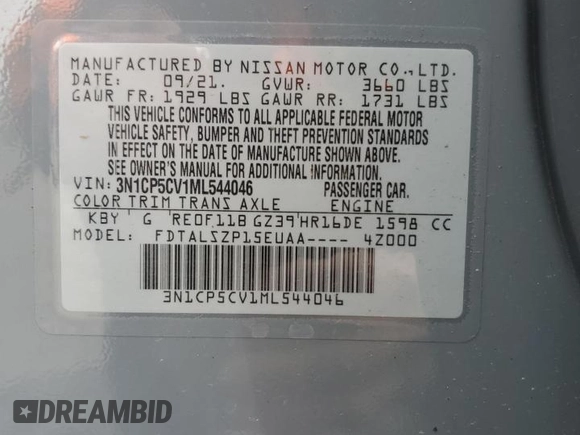 MANUFACTURED BY NISSAN MOTOR CO.,LTD.
DATE: 09/21. GVWR: 3660 LBS
GAWR FR: 1929 LBS GAWR RR: 1731 LBS
THIS VEHICLE CONFORMS TO ALL APPLICABLE FEDERAL MOTOR
VEHICLE SAFETY, BUMPER AND THEFT PREVENTION STANDARDS
IN EFFECT ON THE DATE OF MANUFACTURE SHOWN ABOVE.
SEE OWNER'S MANUAL FOR ADDITIONAL INFORMATION.
VIN: 3N1CP5CV1ML544046 PASSENGER CAR.
COLOR TRIM TRANS AXLE ENGINE
KBY G RE0F11B GZ39 HR16DE 1598 CC
MODEL: FDTALSZP15EUAA---- 4Z000
3N1CP5CV1ML544046
DREAMBID